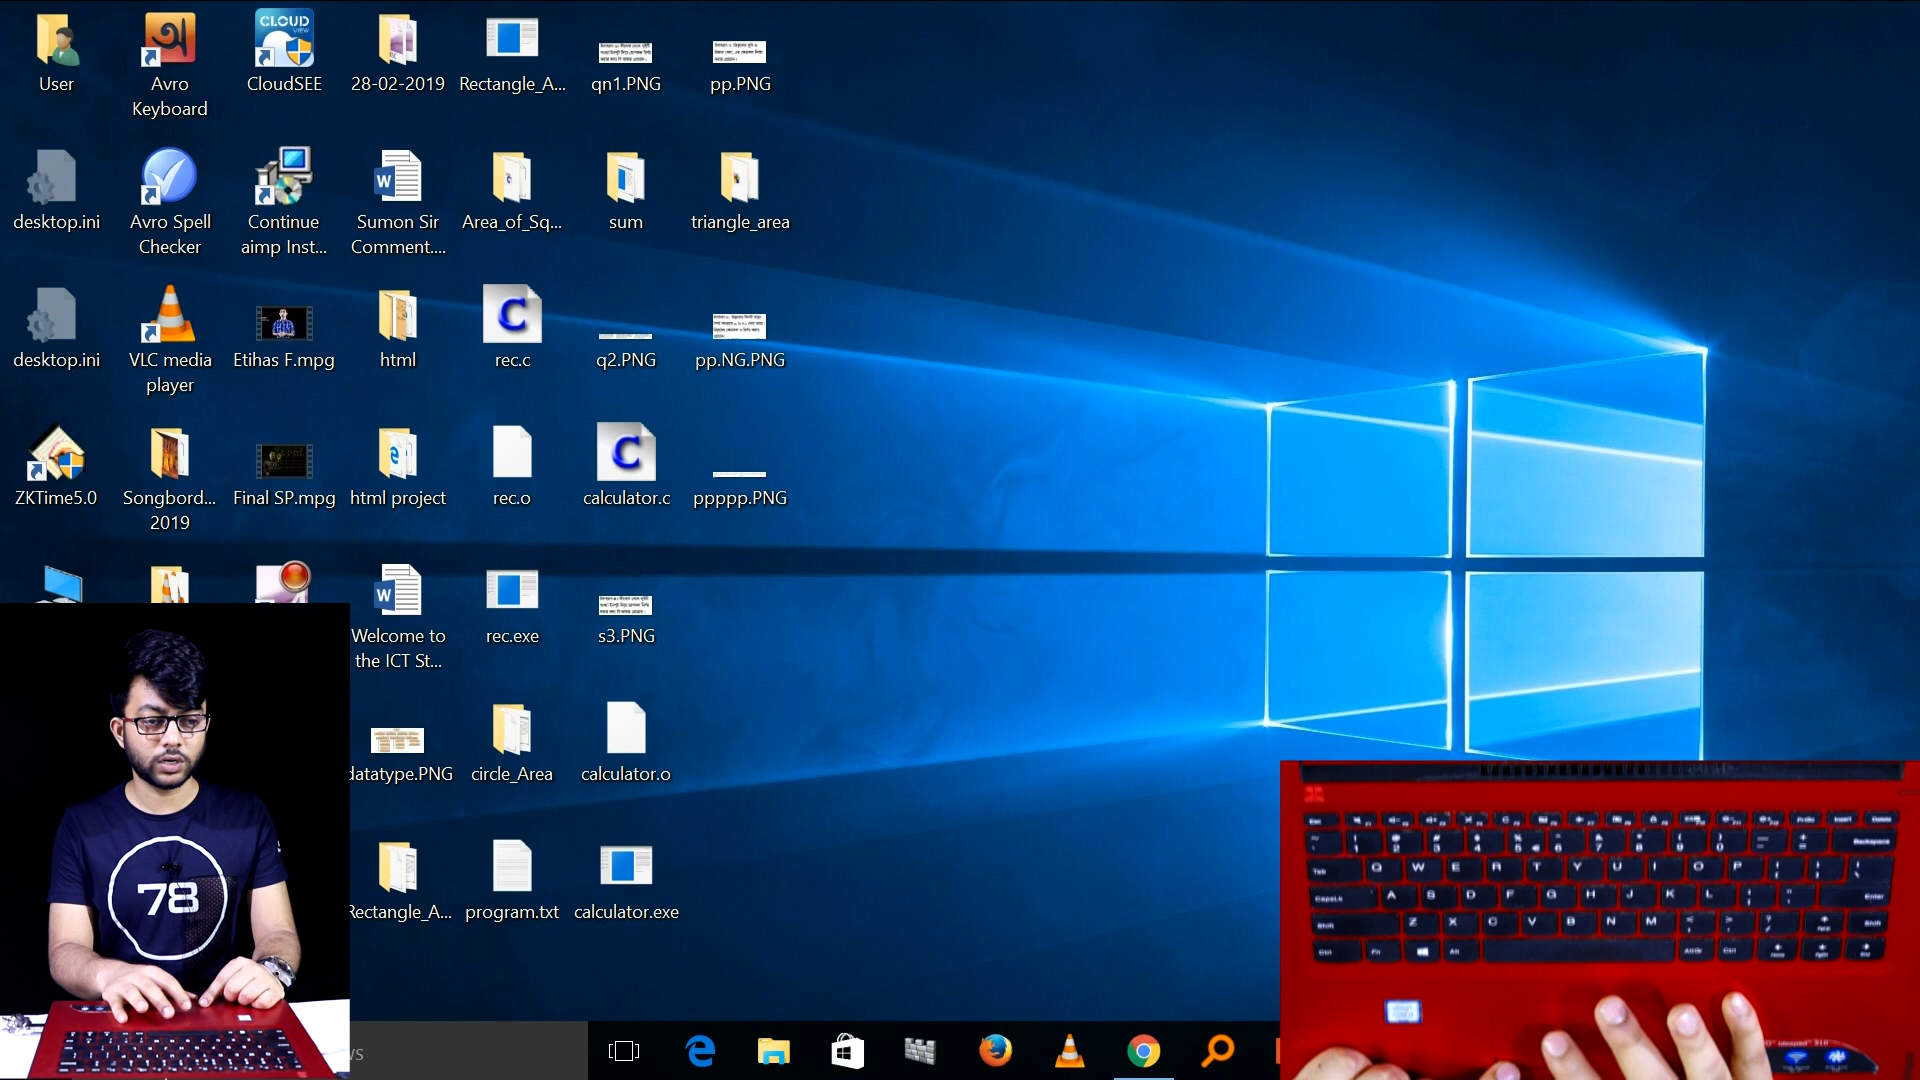 User
Avro
Keyboard
CLOUD
VIEW
CloudSEE
28-02-2019
Rectangle_A...
qn1.PNG
pp.PNG
desktop.ini
Avro Spell
Checker
Continue
aimp Inst...
Sumon Sir
Comment....
Area_of_Sq...
sum
triangle_area
desktop.ini
VLC media
player
Etihas F.mpg
html
rec.c
q2.PNG
pp.NG.PNG
ZKTime5.0
Songbord...
2019
Final SP.mpg
html project
rec.o
calculator.c
ppppp.PNG
Welcome to
the ICT St...
rec.exe
s3.PNG
datatype.PNG
circle_Area
calculator.o
Rectangle_A...
program.txt
calculator.exe
78
Q W E R T Y U I O P
A S D F G H J K L
Z X C V B N M